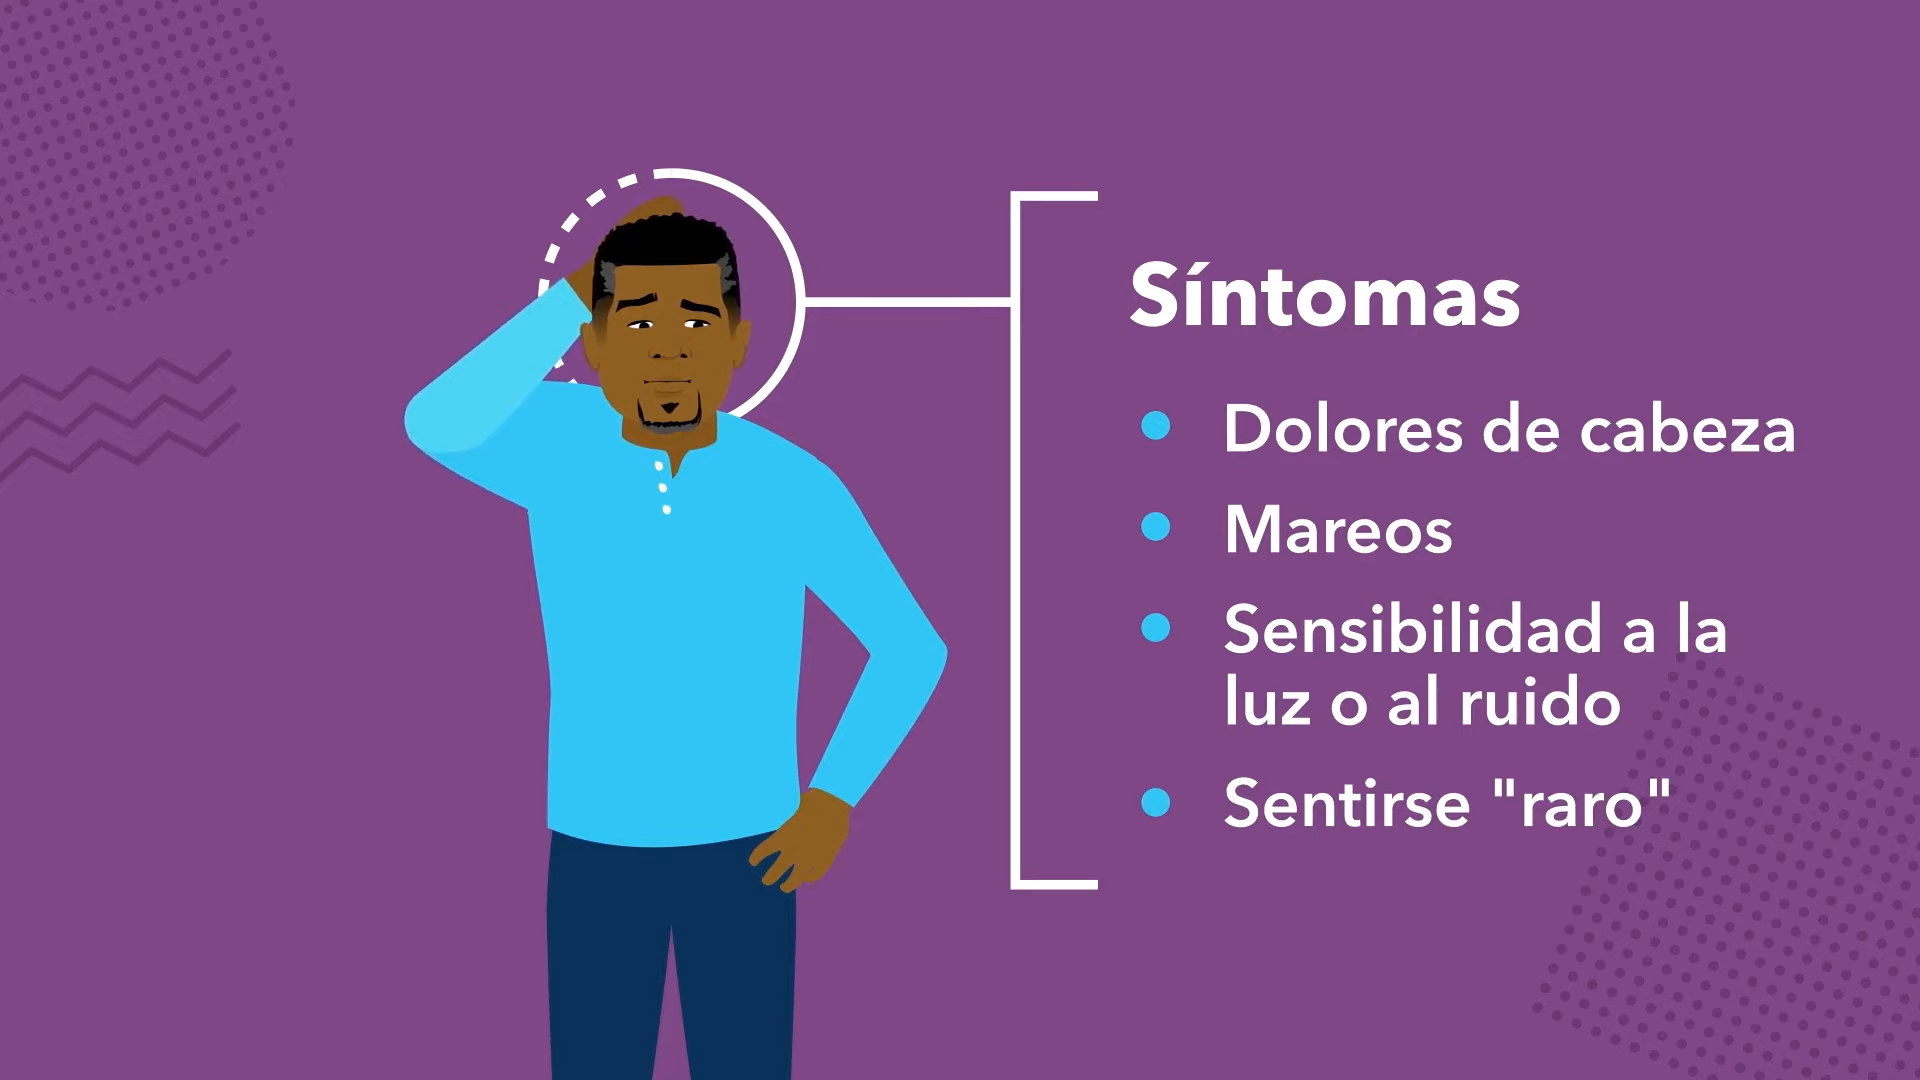 Síntomas
Dolores de cabeza
Mareos
Sensibilidad a la
luz o al ruido
Sentirse "raro"